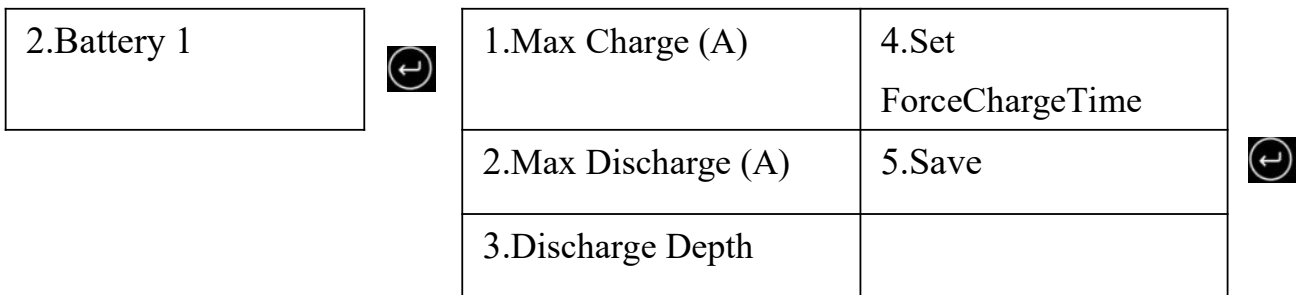 2.Battery 1
1.Max Charge (A)
4.Set
ForceChargeTime
2.Max Discharge (A)
5.Save
3.Discharge Depth